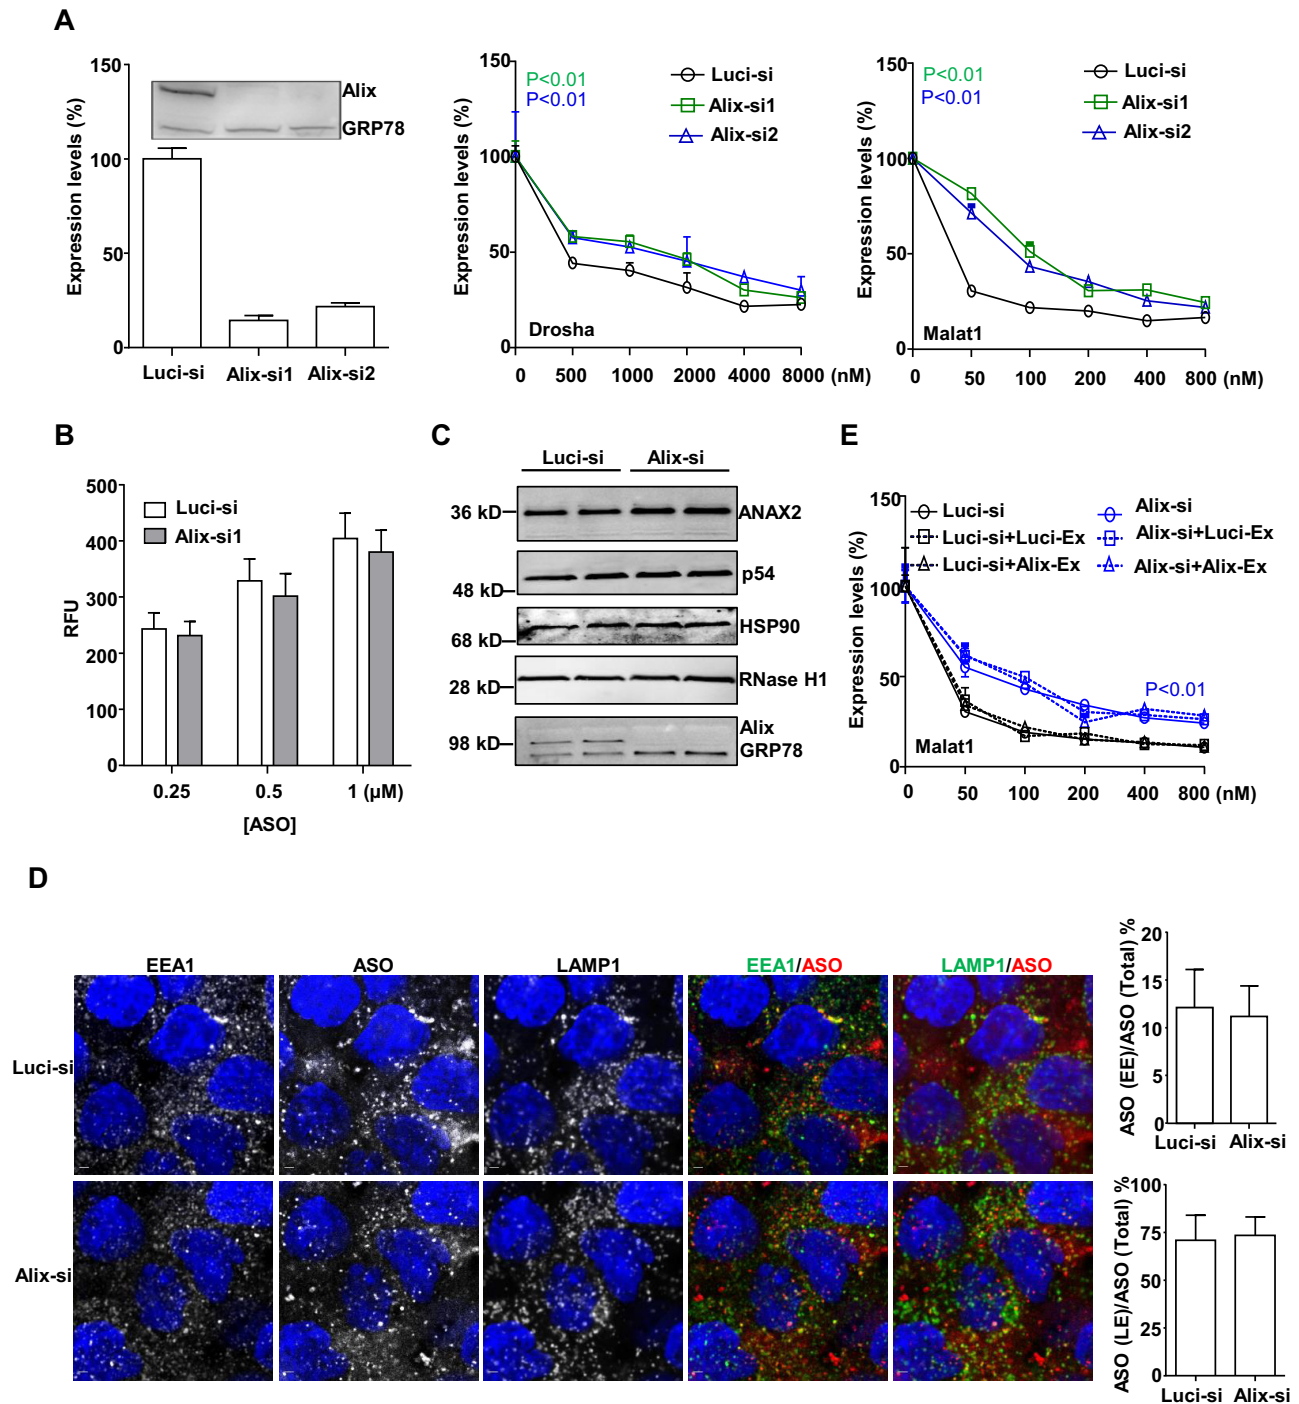 A
Expression levels (%)
150
100
50
0
Alix
GRP78
Luci-si
Alix-si1
Alix-si2
Expression levels (%)
150
100
50
0
P<0.01
P<0.01
Luci-si
Alix-si1
Alix-si2
Drosha
0 500 1000 2000 4000 8000 (nM)
Expression levels (%)
150
100
50
0
P<0.01
P<0.01
Luci-si
Alix-si1
Alix-si2
Malat1
0 50 100 200 400 800 (nM)
B
RFU
500
400
300
200
100
0
Luci-si
Alix-si1
0.25 0.5 1 (µM)
[ASO]
C
Luci-si Alix-si
36 kD
ANAX2
p54
48 kD
HSP90
68 kD
RNase H1
28 kD
Alix
98 kD
GRP78
E
Expression levels (%)
150
100
50
0
Luci-si
Luci-si+Luci-Ex
Luci-si+Alix-Ex
Alix-si
Alix-si+Luci-Ex
Alix-si+Alix-Ex
P<0.01
Malat1
0 50 100 200 400 800 (nM)
D
EEA1 ASO LAMP1 EEA1/ASO LAMP1/ASO
Luci-si
Alix-si
ASO (EE)/ASO (Total) %
20
15
10
5
0
Luci-si Alix-si
ASO (LE)/ASO (Total) %
100
75
50
25
0
Luci-si Alix-si